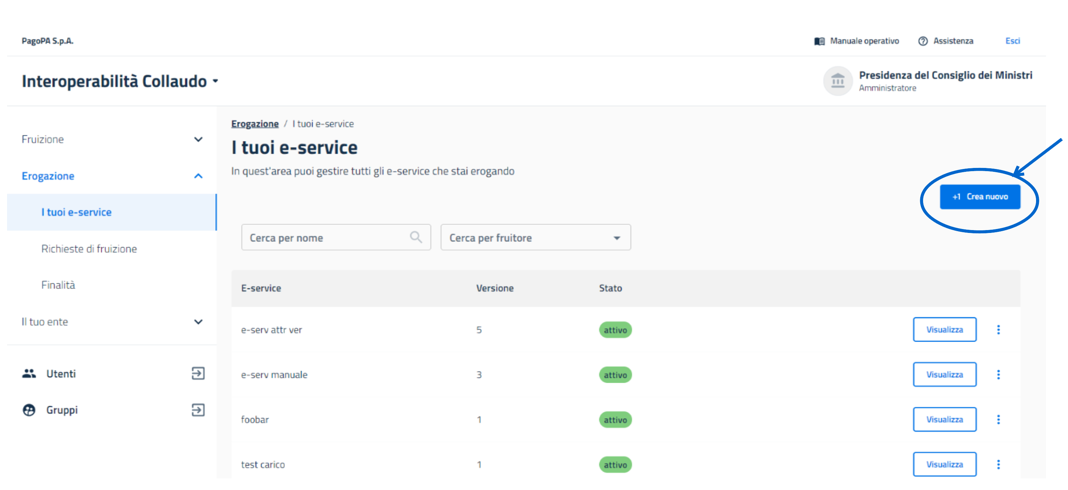 PagoPA S.p.A.
Manuale operativo
Assistenza
Esci
Interoperabilità Collaudo
Presidenza del Consiglio dei Ministri
Amministratore
Fruizione
Erogazione
I tuoi e-service
Richieste di fruizione
Finalità
Il tuo ente
Utenti
Gruppi
Erogazione / I tuoi e-service
I tuoi e-service
In quest'area puoi gestire tutti gli e-service che stai erogando
+1 Crea nuovo
Cerca per nome
Cerca per fruitore
E-service Versione Stato
e-serv attr ver 5 attivo Visualizza
e-serv manuale 3 attivo Visualizza
foobar 1 attivo Visualizza
test carico 1 attivo Visualizza